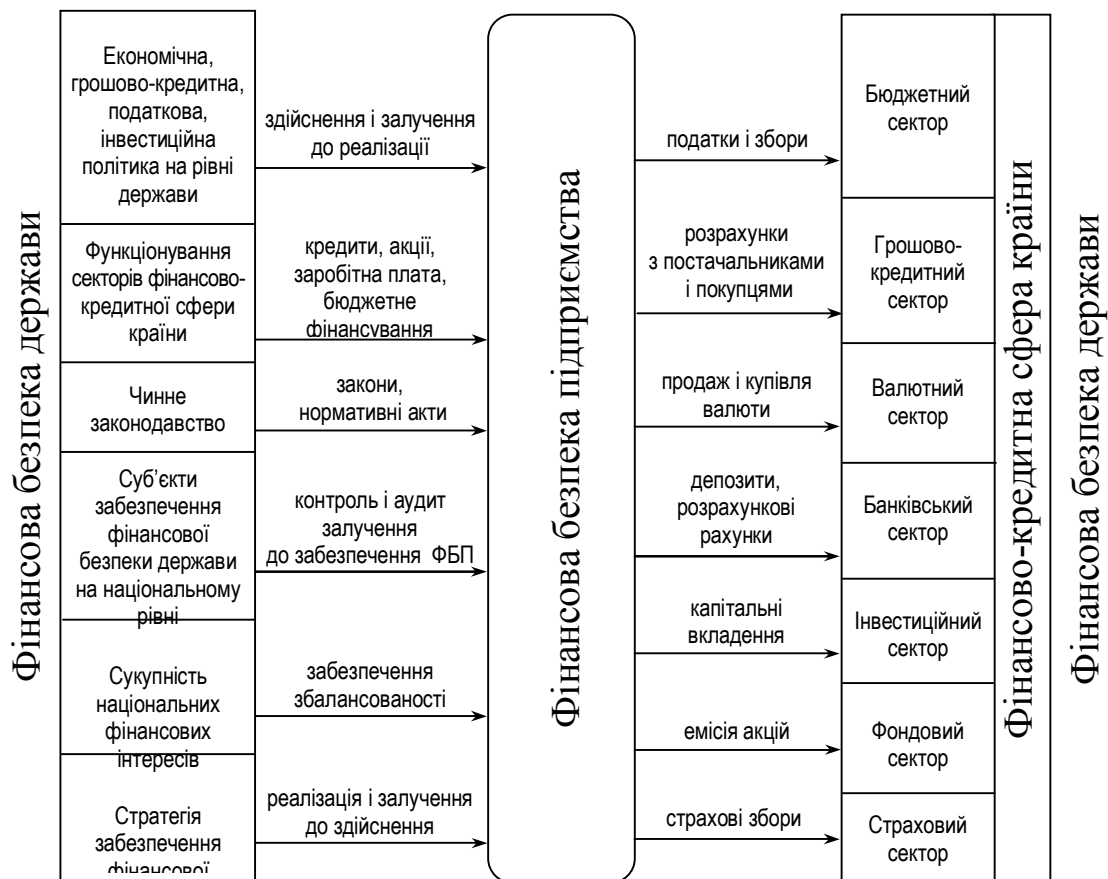 Фінансова безпека держави
Економічна,
грошово-кредитна,
податкова,
інвестиційна
політика на рівні
держави
Функціонування
секторів фінансово-
кредитної сфери
країни
Чинне
законодавство
Суб’єкти
забезпечення
фінансової
безпеки держави
на національному
рівні
Сукупність
національних
фінансових
інтересів
Стратегія
забезпечення
фінансової
здійснення і залучення
до реалізації
кредити, акції,
заробітна плата,
бюджетне
фінансування
закони,
нормативні акти
контроль і аудит
залучення
до забезпечення ФБП
забезпечення
збалансованості
реалізація і залучення
до здійснення
Фінансова безпека підприємства
податки і збори
розрахунки
з постачальниками
і покупцями
продаж і купівля
валюти
депозити,
розрахункові
рахунки
капітальні
вкладення
емісія акцій
страхові збори
Бюджетний
сектор
Грошово-
кредитний
сектор
Валютний
сектор
Банківський
сектор
Інвестиційний
сектор
Фондовий
сектор
Страховий
сектор
Фінансово-кредитна сфера країни
Фінансова безпека держави